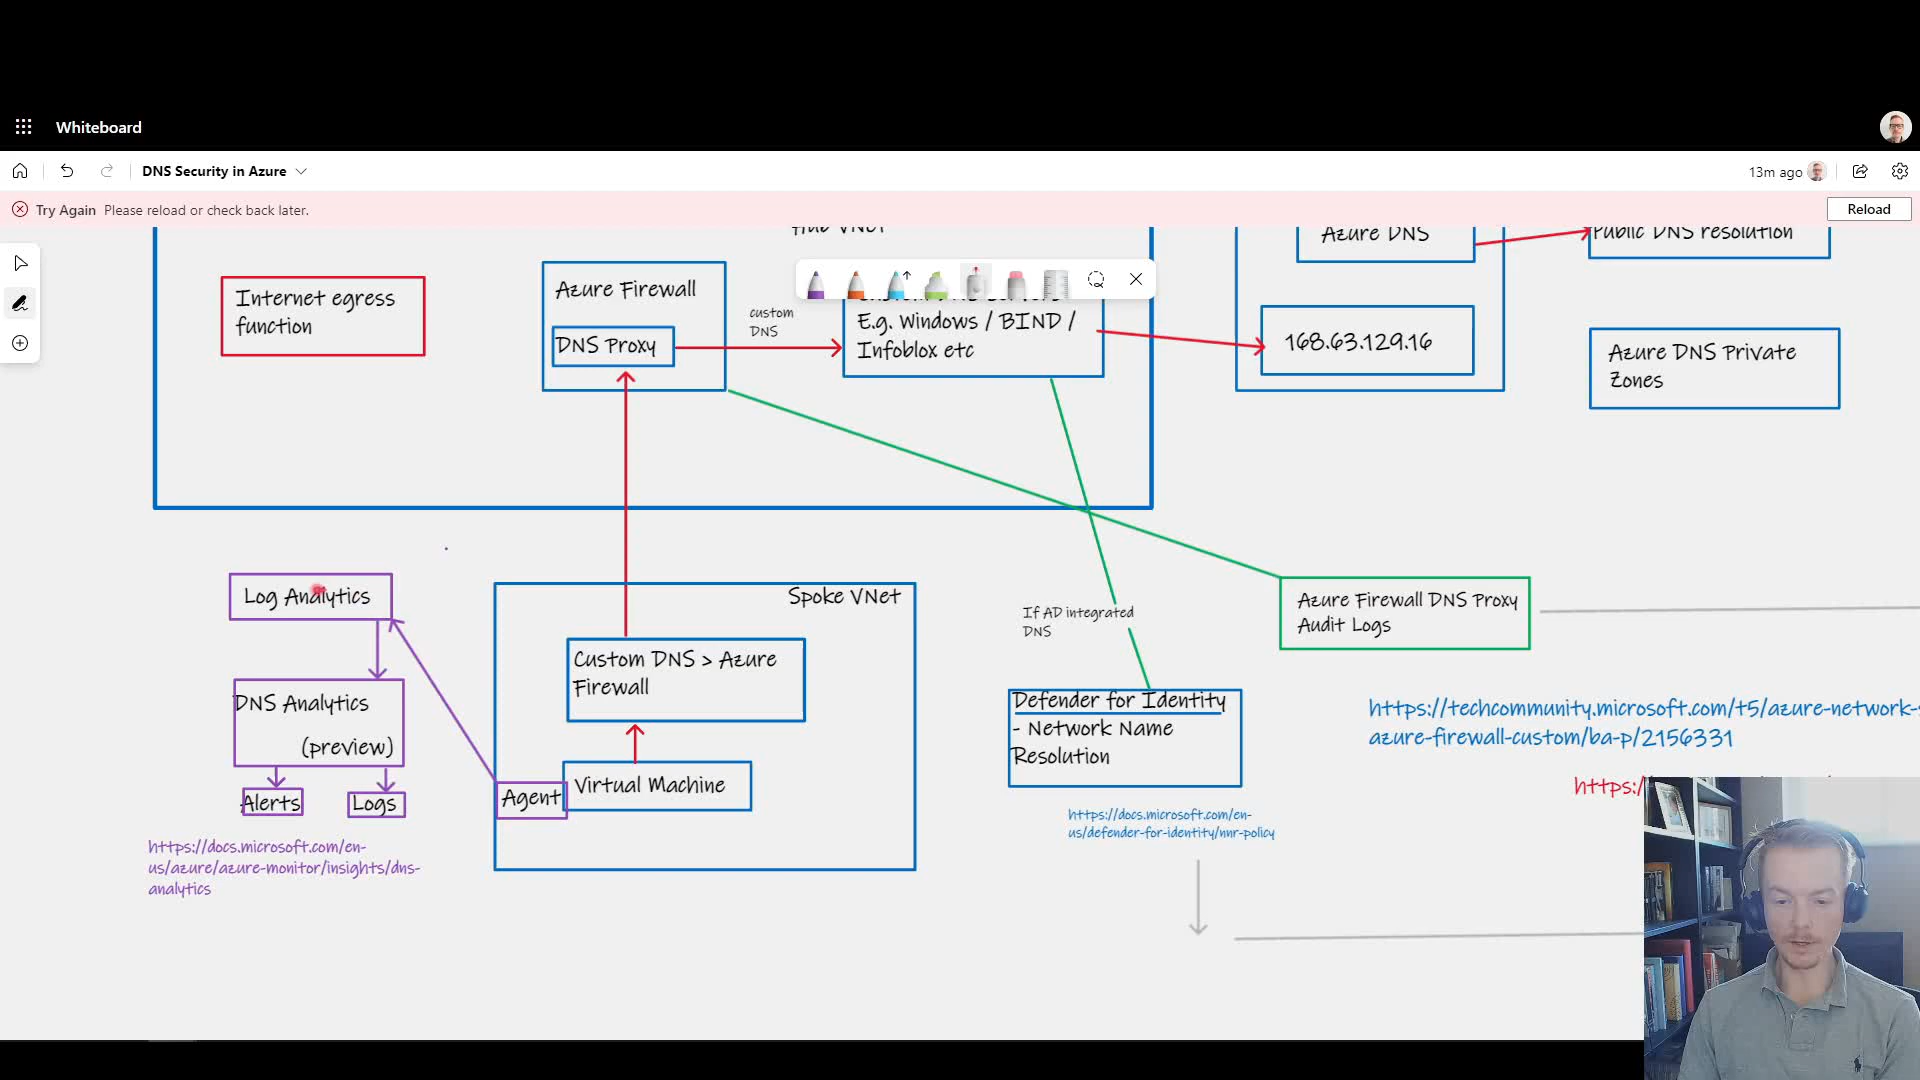 Whiteboard
DNS Security in Azure
13m ago
Try Again Please reload or check back later.
Reload
Hub VNet
Azure DNS
Public DNS resolution
Internet egress
function
Azure Firewall
DNS Proxy
custom
DNS
E.g. Windows / BIND /
Infoblox etc
168.63.129.16
Azure DNS Private
Zones
Log Analytics
DNS Analytics
(preview)
Alerts
Logs
https://docs.microsoft.com/en-
us/azure/azure-monitor/insights/dns-
analytics
Spoke VNet
Custom DNS > Azure
Firewall
Agent
Virtual Machine
If AD integrated
DNS
Defender for Identity
- Network Name
Resolution
https://docs.microsoft.com/en-
us/defender-for-identity/nnr-policy
Azure Firewall DNS Proxy
Audit Logs
https://techcommunity.microsoft.com/t5/azure-network-s
azure-firewall-custom/ba-p/2156331
https:/